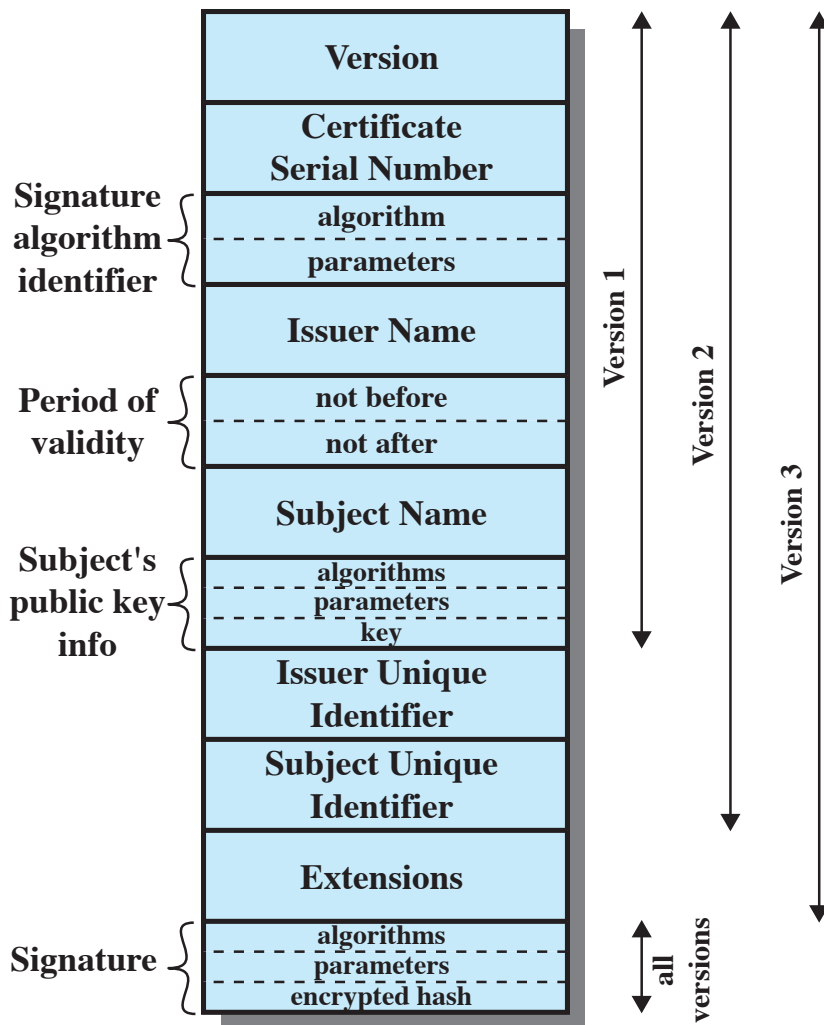 Version
Certificate
Serial Number
Signature
algorithm
identifier
algorithm
parameters
Issuer Name
Period of
validity
not before
not after
Subject Name
Subject's
public key
info
algorithms
parameters
key
Issuer Unique
Identifier
Subject Unique
Identifier
Extensions
Signature
algorithms
parameters
encrypted hash
Version 1
Version 2
Version 3
all
versions